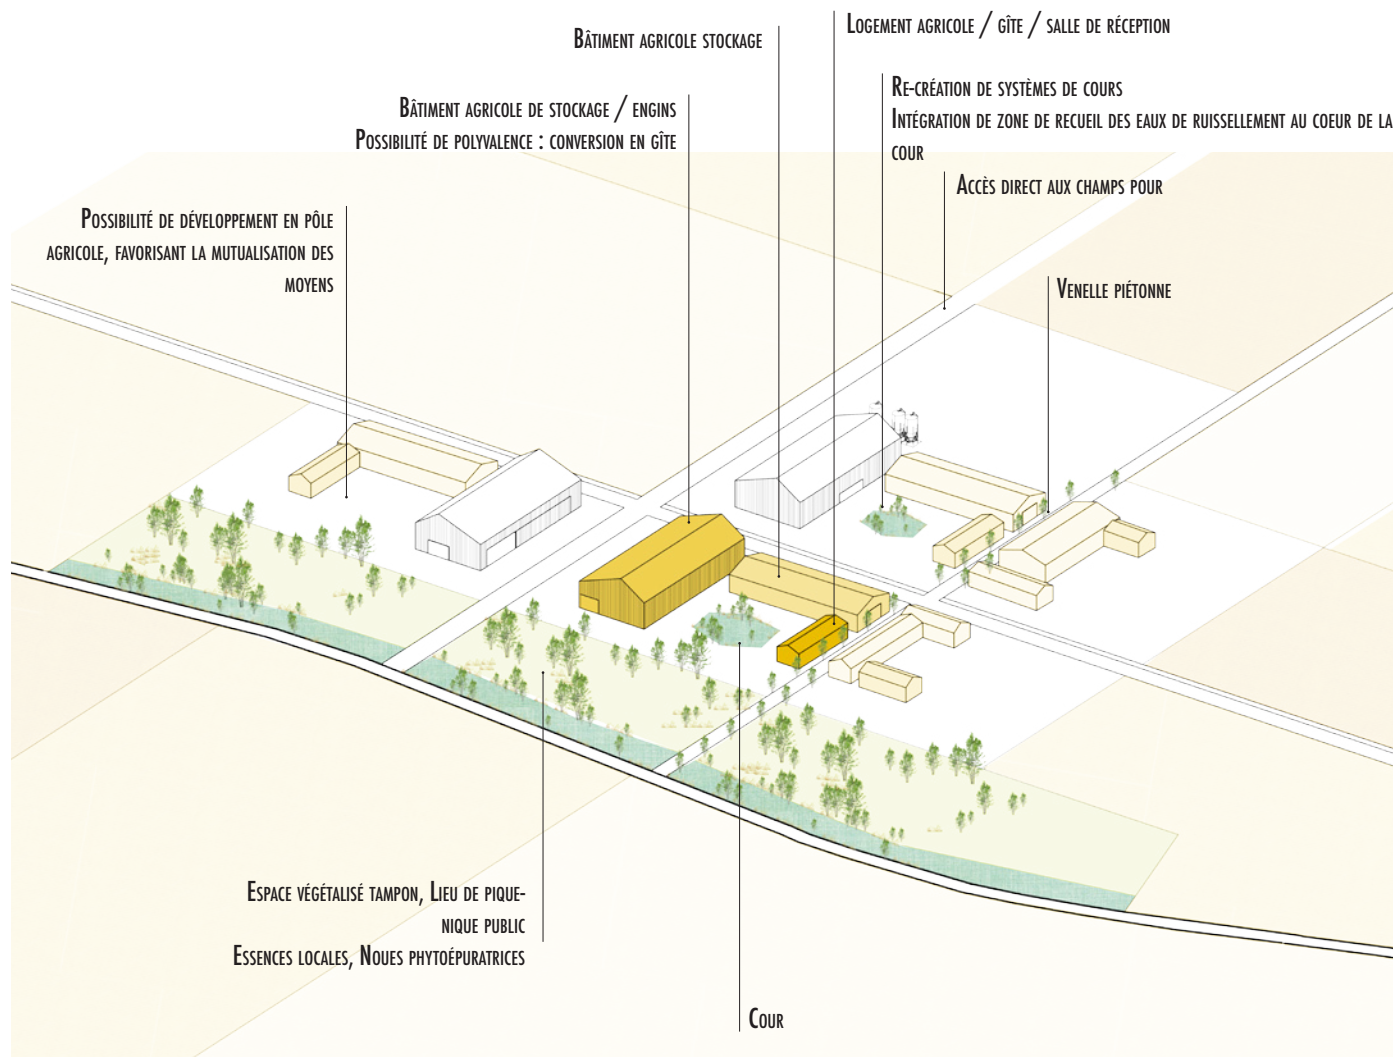 Logement agricole / gîte / salle de réception
Bâtiment agricole stockage
Re-création de systèmes de cours
Intégration de zone de recueil des eaux de ruissellement au coeur de la
cour
Bâtiment agricole de stockage / engins
Possibilité de polyvalence : conversion en gîte
Accès direct aux champs pour
Possibilité de développement en pôle
agricole, favorisant la mutualisation des
moyens
Venelle piétonne
Espace végétalisé tampon, Lieu de pique-
nique public
Essences locales, Noues phytoépuratrices
Cour